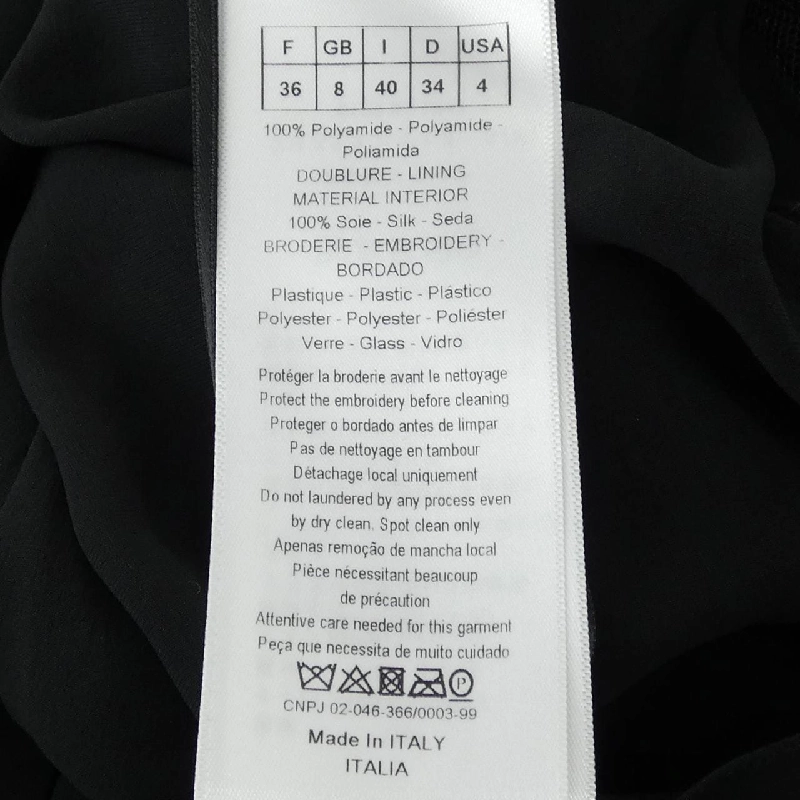 F GB I D USA
36 8 40 34 4
100% Polyamide - Polyamide -
Poliamida
DOUBLURE - LINING
MATERIAL INTERIOR
100% Soie - Silk - Seda
BRODERIE - EMBROIDERY -
BORDADO
Plastique - Plastic - Plástico
Polyester - Polyester - Poliéster
Verre - Glass - Vidro
Protéger la broderie avant le nettoyage
Protect the embroidery before cleaning
Proteger o bordado antes de limpar
Pas de nettoyage en tambour
Détachage local uniquement
Do not laundered by any process even
by dry clean. Spot clean only
Apenas remoção de mancha local
Pièce nécessitant beaucoup
de précaution
Attentive care needed for this garment
Peça que necessita de muito cuidado
P
CNPJ 02-046-366/0003-99
Made In ITALY
ITALIA